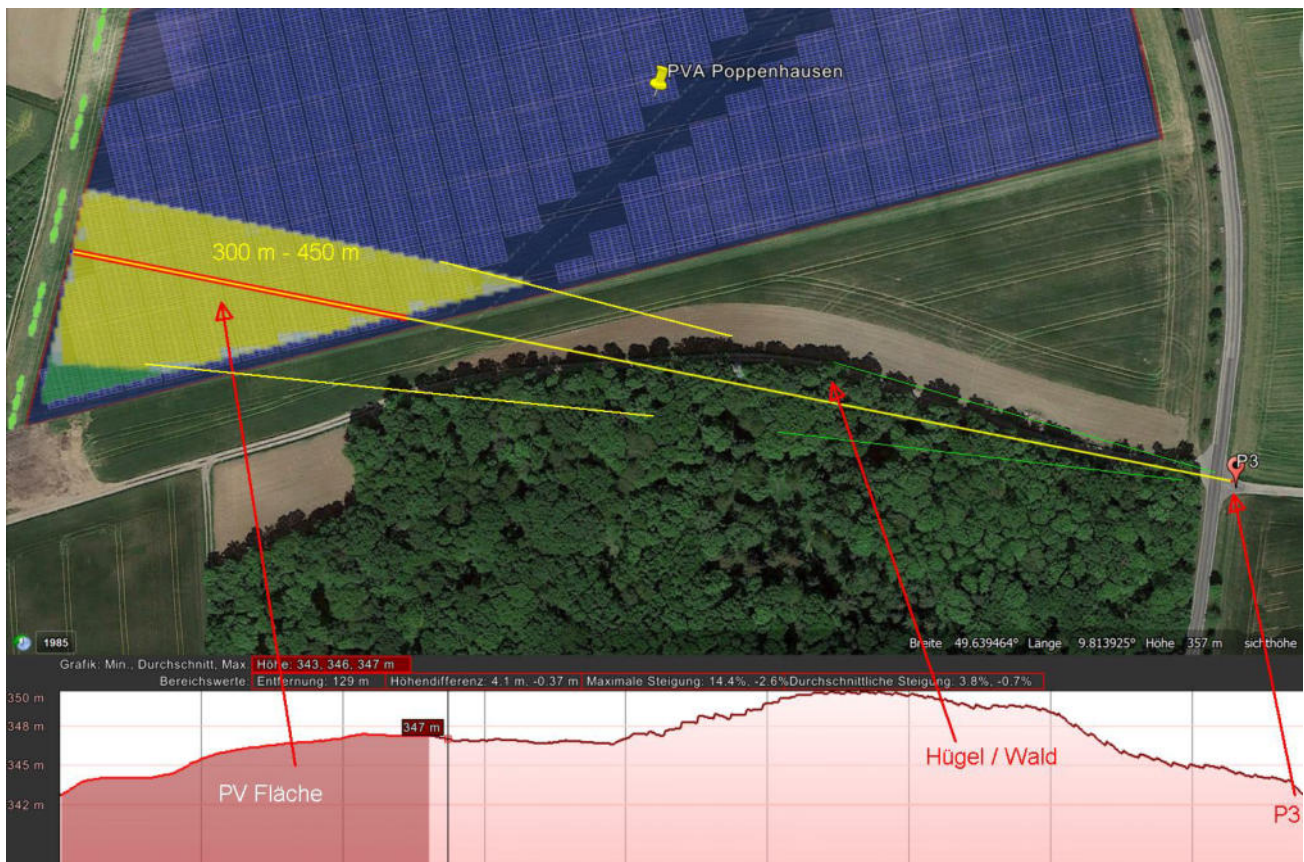 PVA Poppenhausen
300 m - 450 m
P3
1985
Breite 49.639464° Länge 9.813925° Höhe 357 m sichthöhe
Grafik: Min., Durchschnitt, Max. Höhe: 343, 346, 347 m
Bereichswerte: Entfernung: 129 m Höhendifferenz: 4.1 m, -0.37 m Maximale Steigung: 14.4%, -2.6% Durchschnittliche Steigung: 3.8%, -0.7%
350 m
348 m
347 m
345 m
342 m
PV Fläche
Hügel / Wald
P3